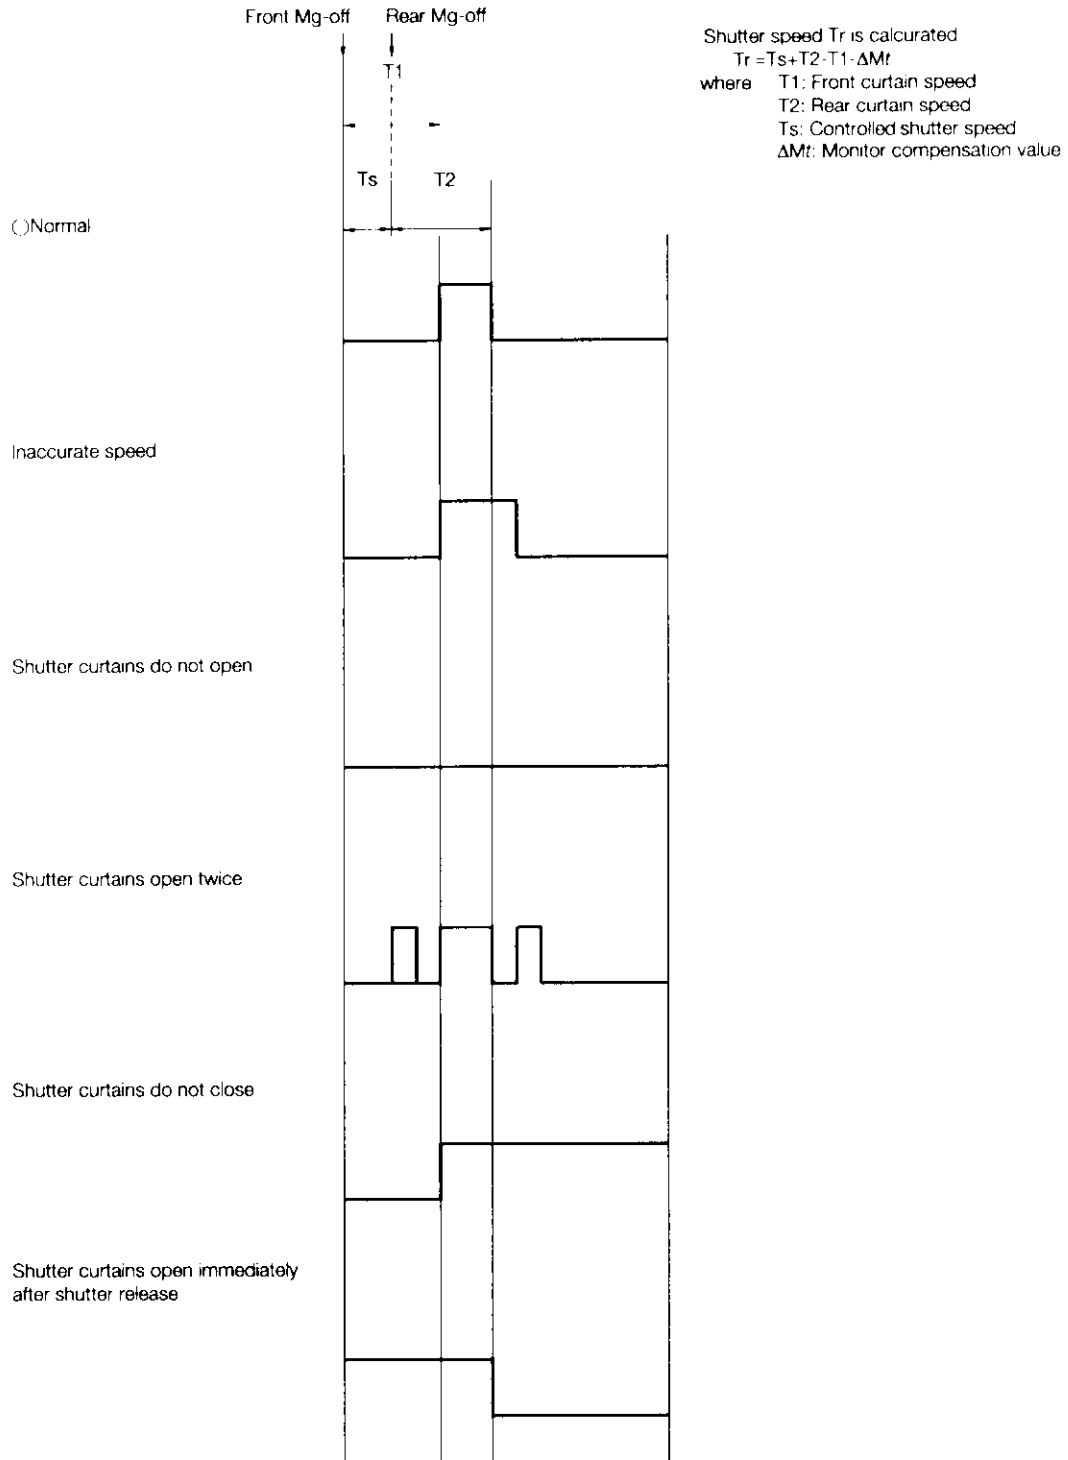 Front Mg-off Rear Mg-off
Shutter speed Tr is calcurated
Tr =Ts+T2-T1-ΔMt
where T1: Front curtain speed
T2: Rear curtain speed
Ts: Controlled shutter speed
ΔMt: Monitor compensation value
T1
Ts T2
○Normal
Inaccurate speed
Shutter curtains do not open
Shutter curtains open twice
Shutter curtains do not close
Shutter curtains open immediately
after shutter release